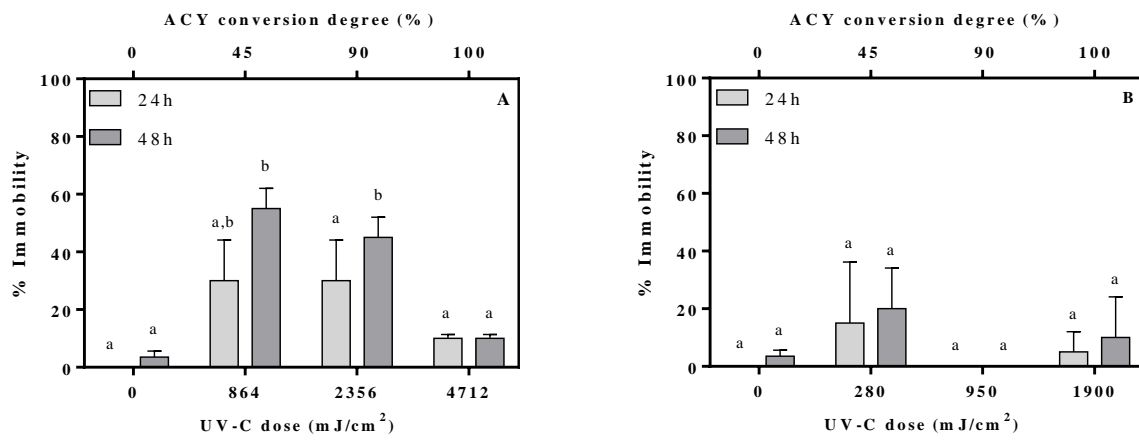 ACY conversion degree (%)
0 45 90 100
100
80
60
40
20
0
% Immobility
A
24h
48h
a a a,b b a b a a
0 864 2356 4712
UV-C dose (mJ/cm²)
ACY conversion degree (%)
0 45 90 100
100
80
60
40
20
0
% Immobility
B
24h
48h
a a a a a a a a
0 280 950 1900
UV-C dose (mJ/cm²)